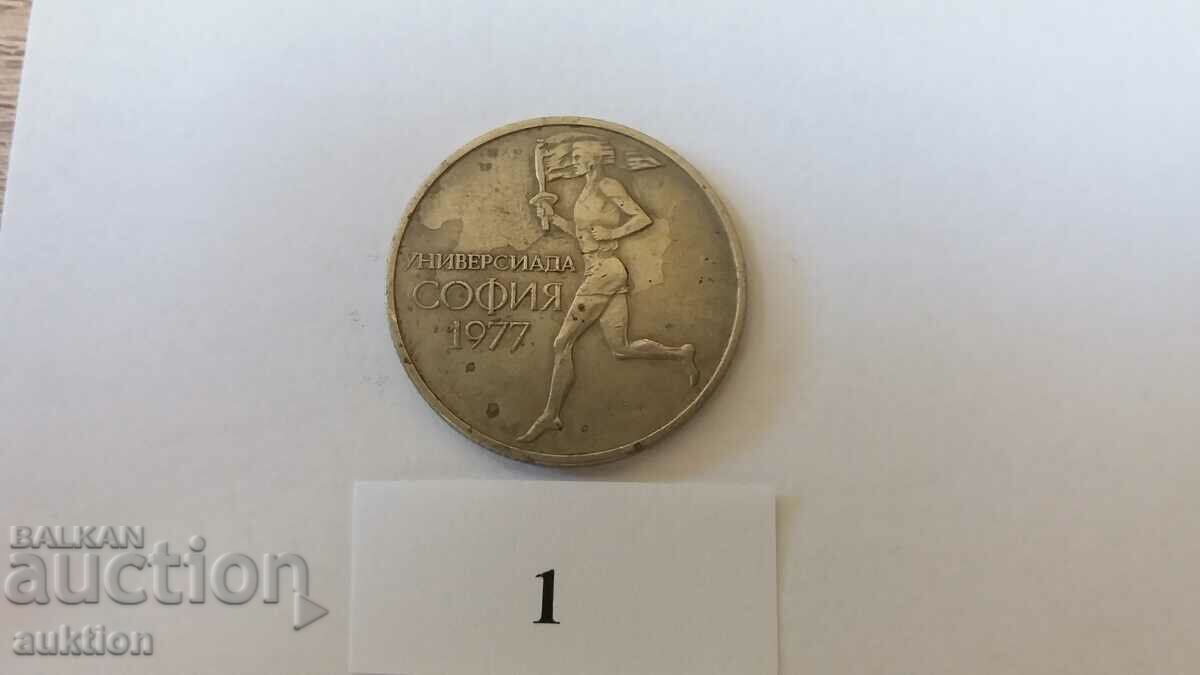 УНИВЕРСИАДА
СОФИЯ
1977
1
BALKAN
auction
auktion